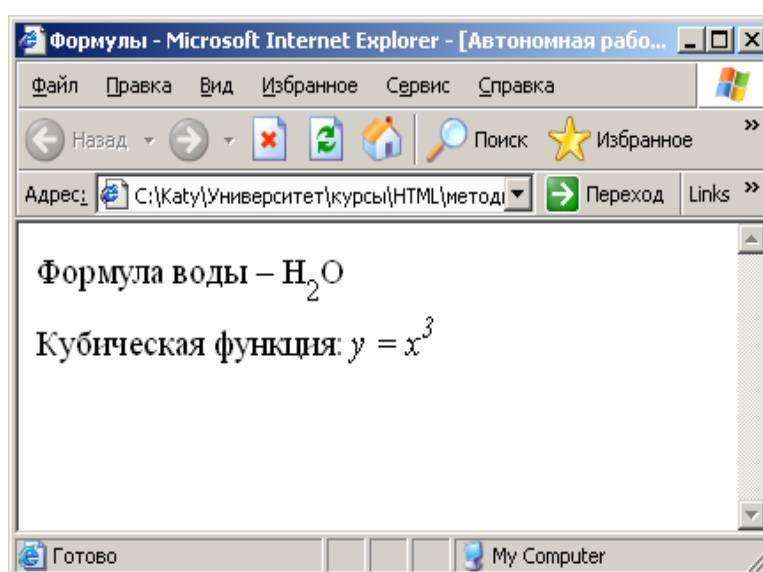 Формулы - Microsoft Internet Explorer - [Автономная рабо...
Файл Правка Вид Избранное Сервис Справка
Назад Поиск Избранное »
Адрес: C:\Katy\Университет\курсы\HTML\методи Переход Links »
Формула воды – H₂O
Кубическая функция: y = x³
Готово My Computer